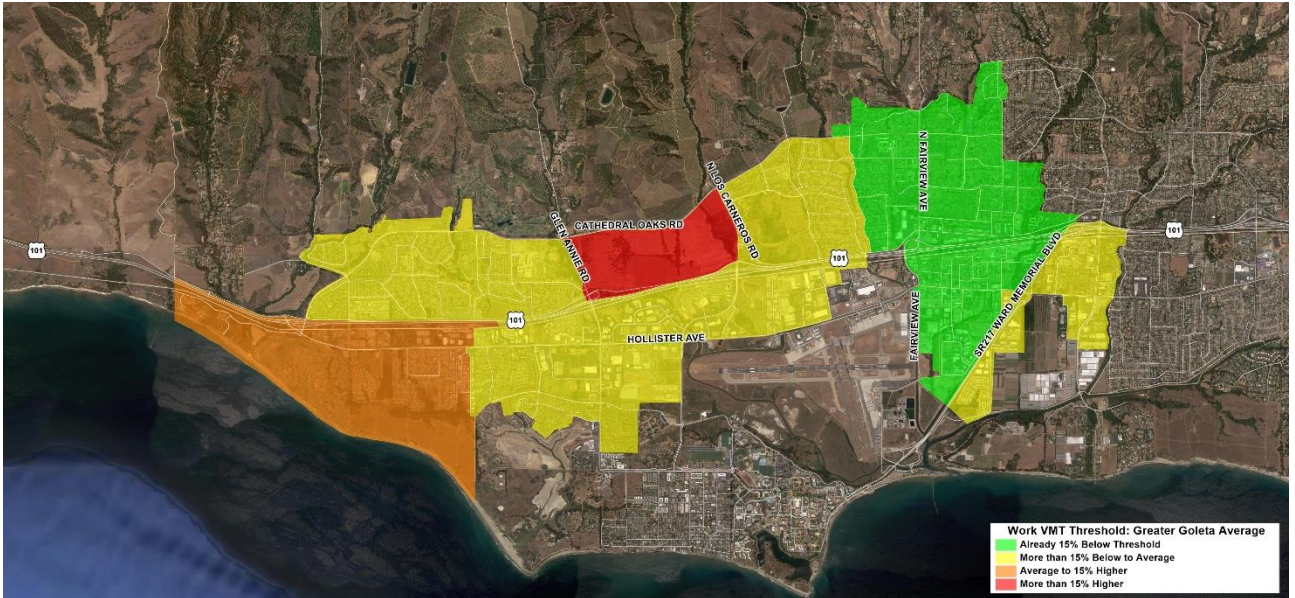 N FAIRVIEW AVE
N LOS CARNEROS RD
CATHEDRAL OAKS RD
GLEN ANNIE RD
101
101
101
101
SR217 WARD MEMORIAL BLVD
FAIRVIEW AVE
HOLLISTER AVE
Work VMT Threshold: Greater Goleta Average
Already 15% Below Threshold
More than 15% Below to Average
Average to 15% Higher
More than 15% Higher